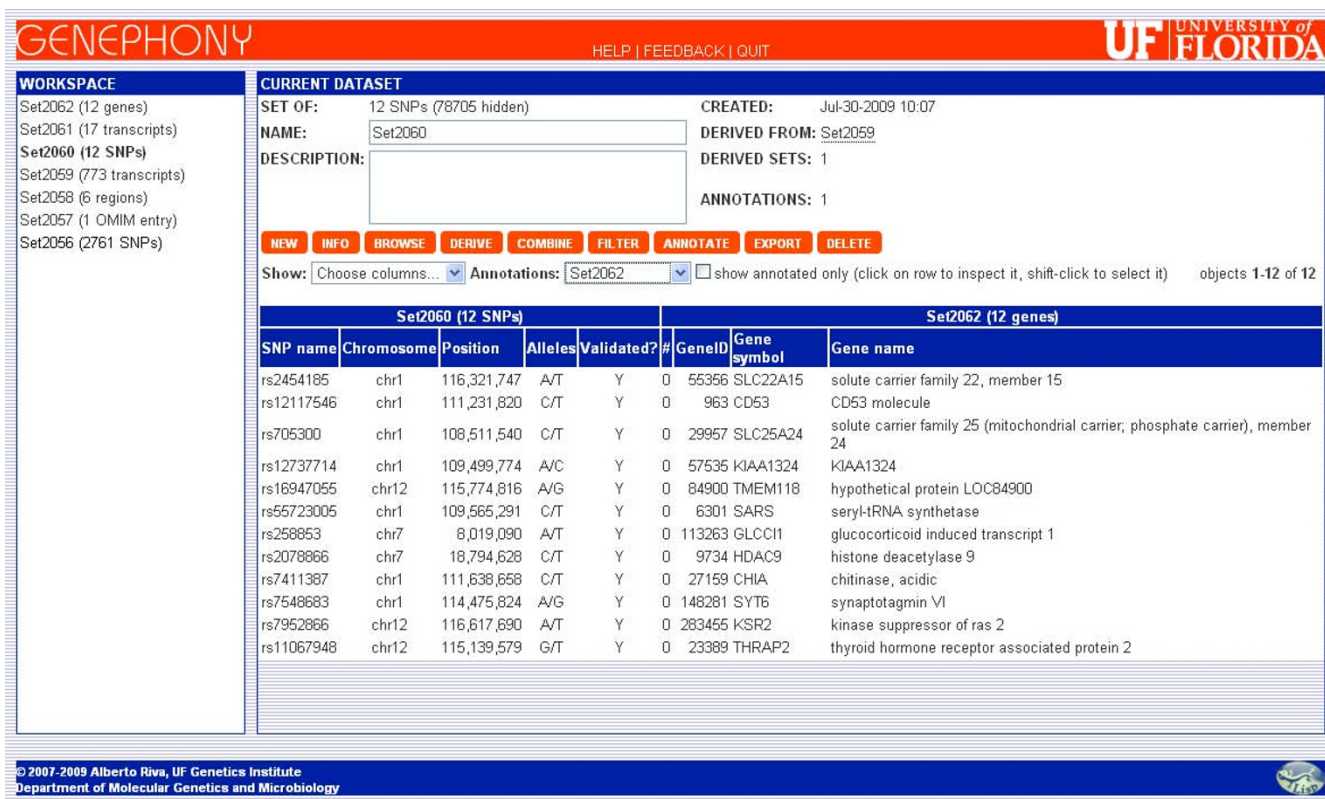 GENEPHONY
HELP | FEEDBACK | QUIT
UF UNIVERSITY of
FLORIDA
WORKSPACE
Set2062 (12 genes)
Set2061 (17 transcripts)
Set2060 (12 SNPs)
Set2059 (773 transcripts)
Set2058 (6 regions)
Set2057 (1 OMIM entry)
Set2056 (2761 SNPs)
CURRENT DATASET
SET OF: 12 SNPs (78705 hidden) CREATED: Jul-30-2009 10:07
NAME: Set2060 DERIVED FROM: Set2059
DESCRIPTION: DERIVED SETS: 1
ANNOTATIONS: 1
NEW INFO BROWSE DERIVE COMBINE FILTER ANNOTATE EXPORT DELETE
Show: Choose columns... Annotations: Set2062 show annotated only (click on row to inspect it, shift-click to select it) objects 1-12 of 12
Set2060 (12 SNPs) Set2062 (12 genes)
SNP name Chromosome Position Alleles Validated? # GeneID Gene symbol Gene name
rs2454185 chr1 116,321,747 A/T Y 0 55356 SLC22A15 solute carrier family 22, member 15
rs12117546 chr1 111,231,820 C/T Y 0 963 CD53 CD53 molecule
rs705300 chr1 108,511,540 C/T Y 0 29957 SLC25A24 solute carrier family 25 (mitochondrial carrier; phosphate carrier), member
24
rs12737714 chr1 109,499,774 A/C Y 0 57535 KIAA1324 KIAA1324
rs16947055 chr12 115,774,816 A/G Y 0 84900 TMEM118 hypothetical protein LOC84900
rs55723005 chr1 109,565,291 C/T Y 0 6301 SARS seryl-tRNA synthetase
rs258853 chr7 8,019,090 A/T Y 0 113263 GLCCI1 glucocorticoid induced transcript 1
rs2078866 chr7 18,794,628 C/T Y 0 9734 HDAC9 histone deacetylase 9
rs7411387 chr1 111,638,658 C/T Y 0 27159 CHIA chitinase, acidic
rs7548683 chr1 114,475,824 A/G Y 0 148281 SYT6 synaptotagmin VI
rs7952866 chr12 116,617,690 A/T Y 0 283455 KSR2 kinase suppressor of ras 2
rs11067948 chr12 115,139,579 G/T Y 0 23389 THRAP2 thyroid hormone receptor associated protein 2
© 2007-2009 Alberto Riva, UF Genetics Institute
Department of Molecular Genetics and Microbiology
Lisp